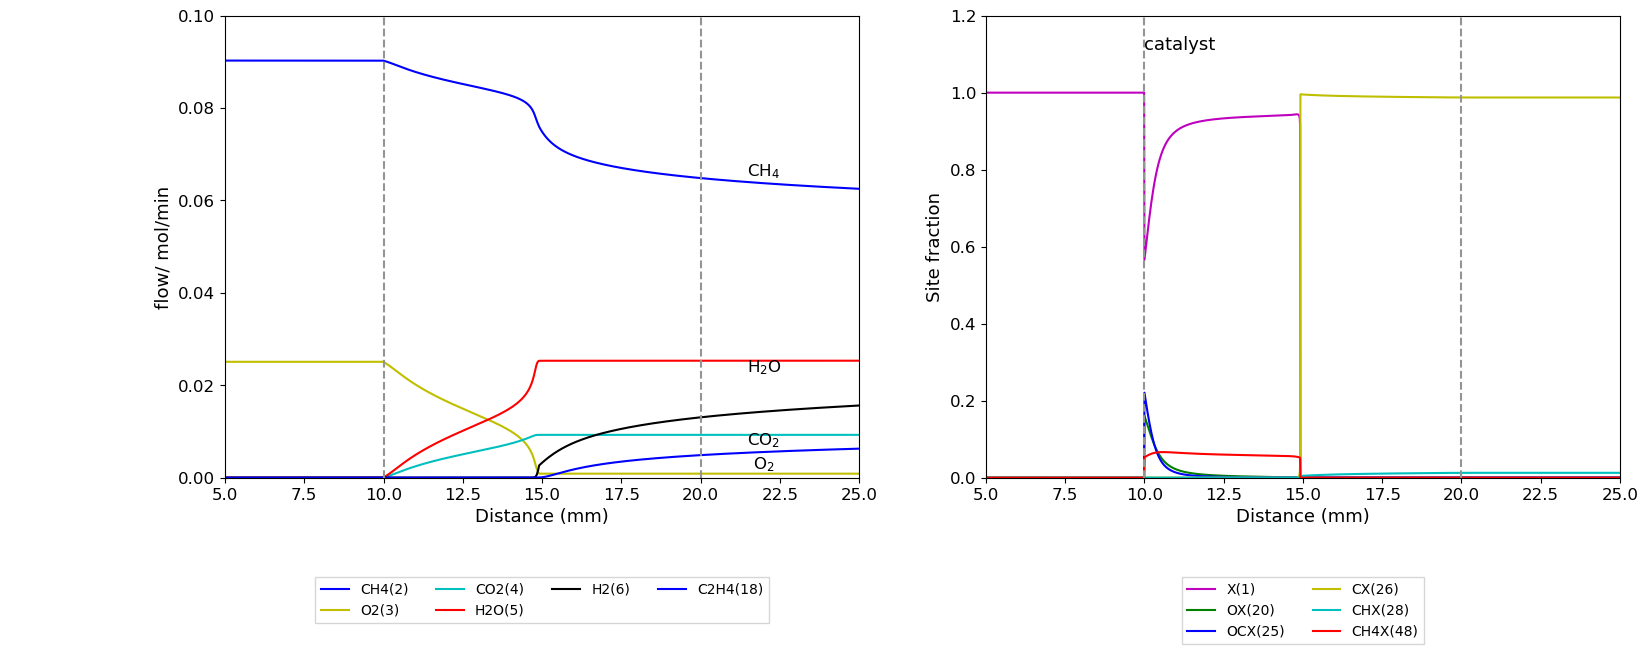 0.10
0.08
0.06
0.04
0.02
0.00
flow/ mol/min
CH4
H2O
CO2
O2
5.0 7.5 10.0 12.5 15.0 17.5 20.0 22.5 25.0
Distance (mm)
CH4(2) CO2(4) H2(6) C2H4(18)
O2(3) H2O(5)
1.2
1.0
0.8
0.6
0.4
0.2
0.0
Site fraction
catalyst
5.0 7.5 10.0 12.5 15.0 17.5 20.0 22.5 25.0
Distance (mm)
X(1) CX(26)
OX(20) CHX(28)
OCX(25) CH4X(48)